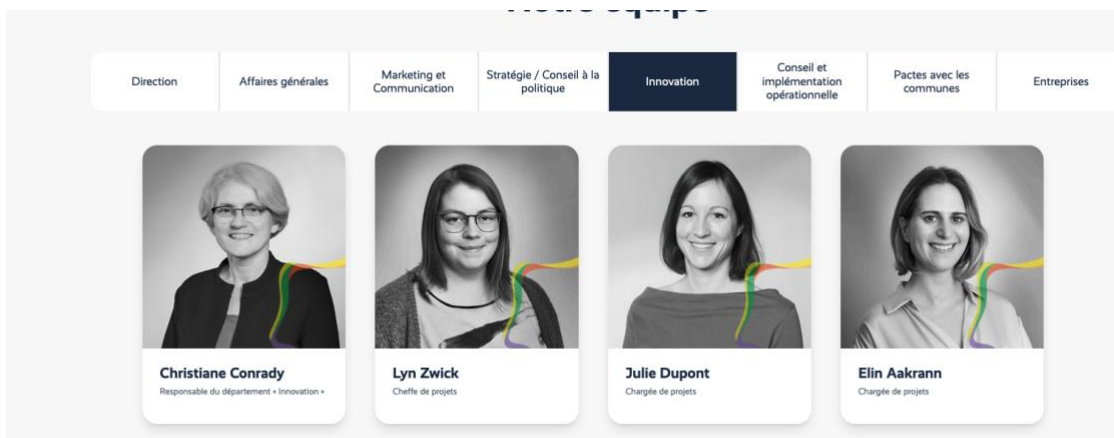 Notre équipe
Direction
Affaires générales
Marketing et
Communication
Stratégie / Conseil à la
politique
Innovation
Conseil et
implémentation
opérationnelle
Pactes avec les
communes
Entreprises
Christiane Conrady
Responsable du département « Innovation »
Lyn Zwick
Cheffe de projets
Julie Dupont
Chargée de projets
Elin Aakrann
Chargée de projets